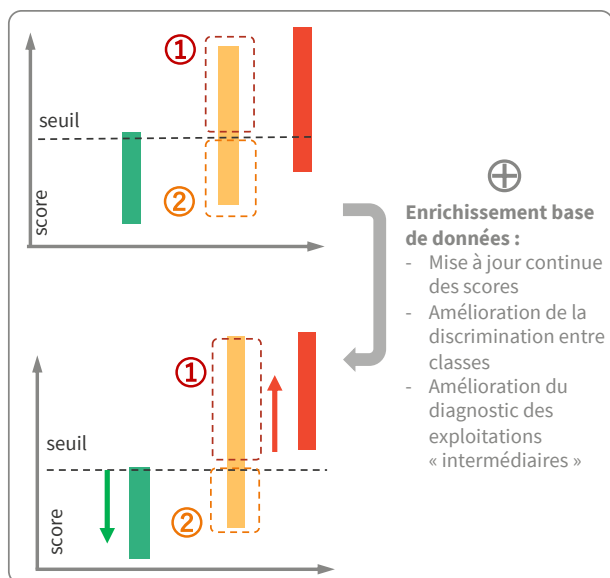 ①
seuil
②
score
⊕
Enrichissement base
de données :
- Mise à jour continue
des scores
- Amélioration de la
discrimination entre
classes
- Amélioration du
diagnostic des
exploitations
« intermédiaires »
①
seuil
②
score